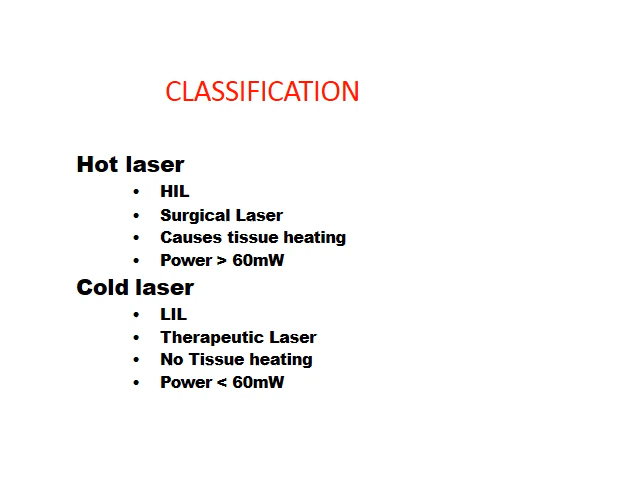 CLASSIFICATION
Hot laser
• HIL
• Surgical Laser
• Causes tissue heating
• Power > 60mW
Cold laser
• LIL
• Therapeutic Laser
• No Tissue heating
• Power < 60mW